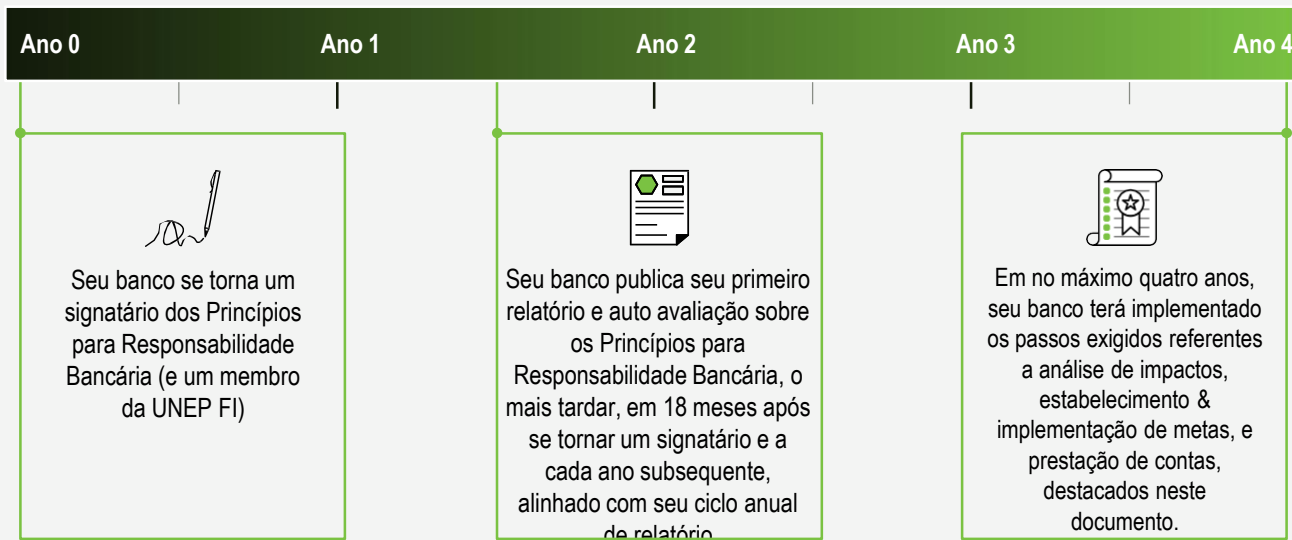 Ano 0 Ano 1 Ano 2 Ano 3 Ano 4
Seu banco se torna um
signatário dos Princípios
para Responsabilidade
Bancária (e um membro
da UNEP FI)
Seu banco publica seu primeiro
relatório e auto avaliação sobre
os Princípios para
Responsabilidade Bancária, o
mais tardar, em 18 meses após
se tornar um signatário e a
cada ano subsequente,
alinhado com seu ciclo anual
de relatório
Em no máximo quatro anos,
seu banco terá implementado
os passos exigidos referentes
a análise de impactos,
estabelecimento &
implementação de metas, e
prestação de contas,
destacados neste
documento.